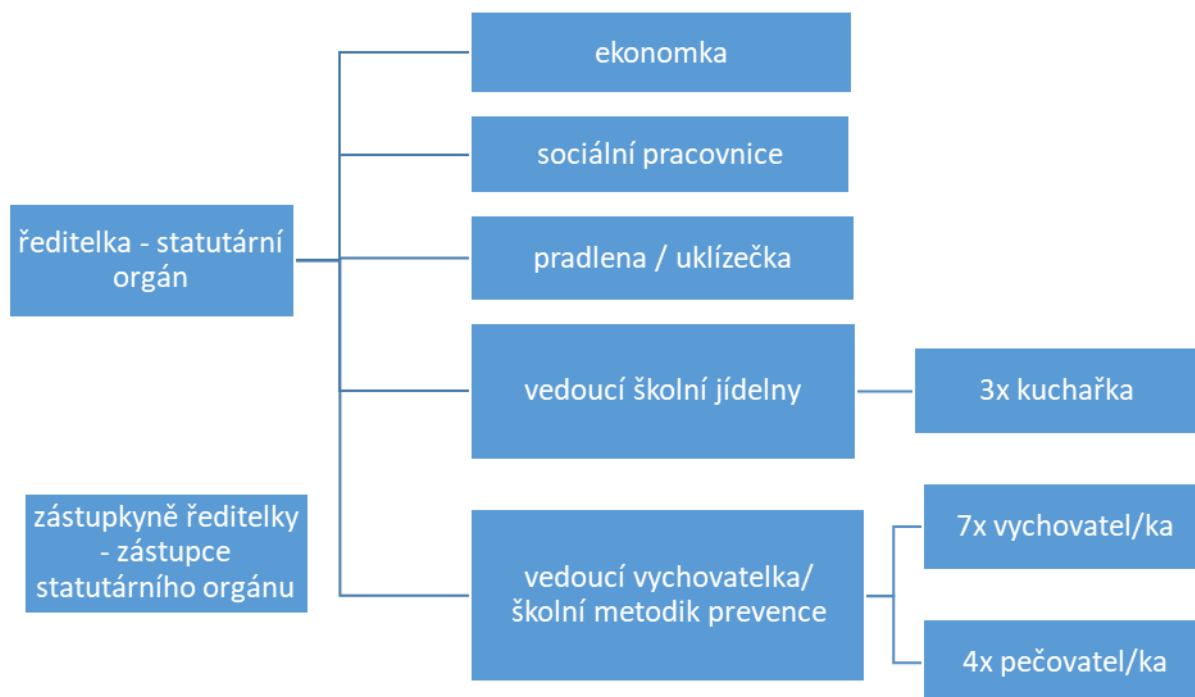 ekonomka
sociální pracovnice
ředitelka - statutární
orgán
pradlena / uklízečka
vedoucí školní jídelny
3x kuchařka
zástupkyně ředitelky
- zástupce
statutárního orgánu
vedoucí vychovatelka/
školní metodik prevence
7x vychovatel/ka
4x pečovatel/ka